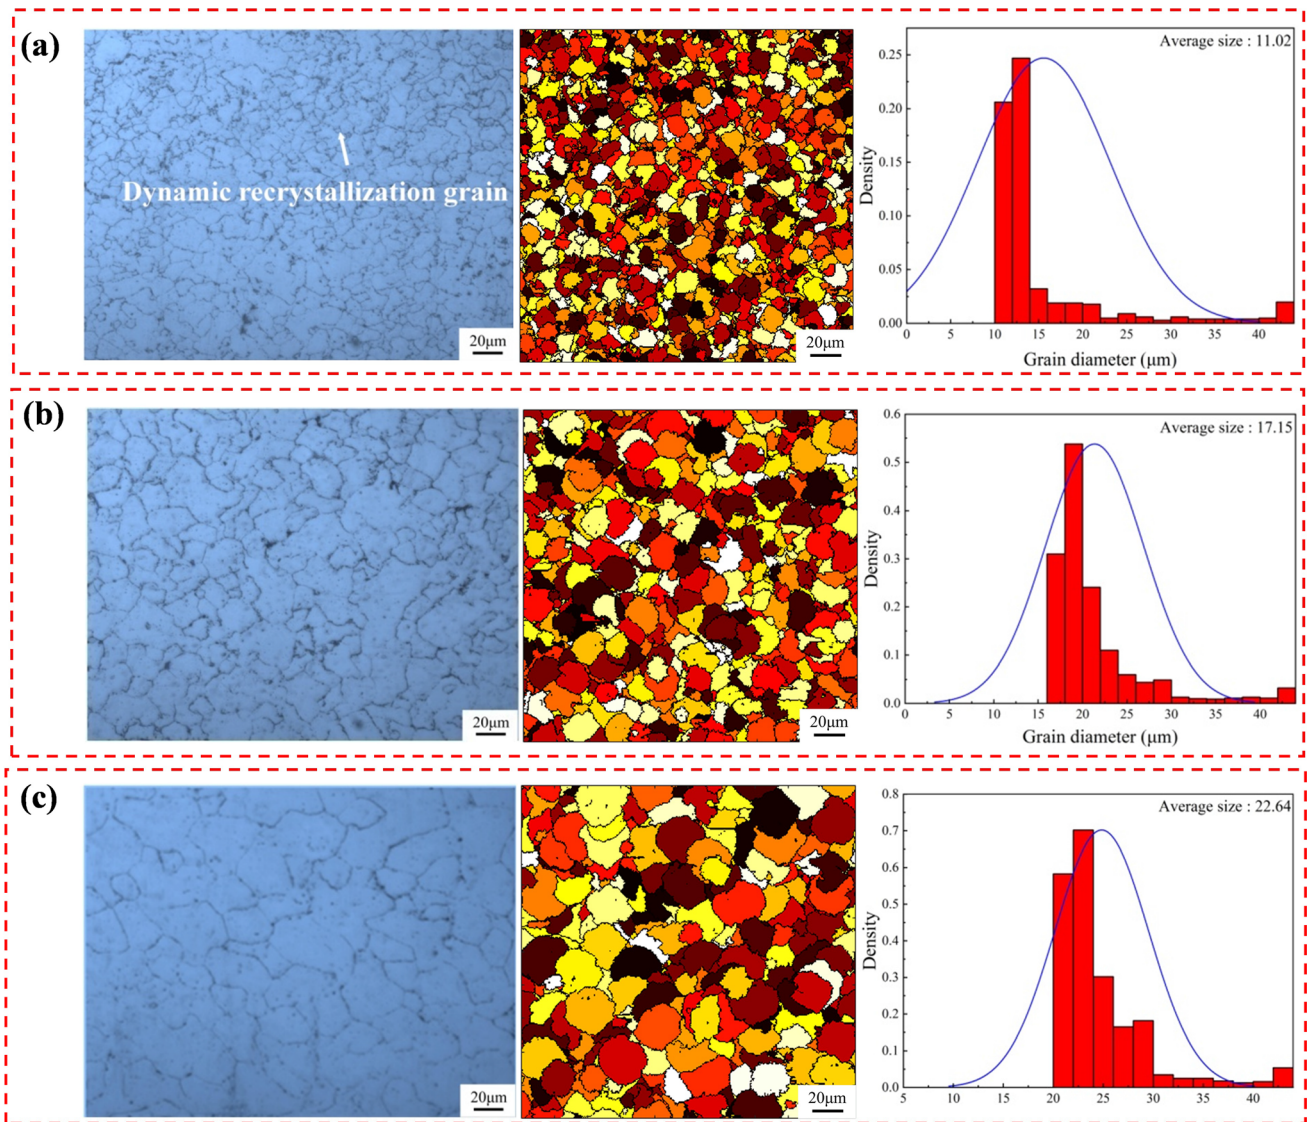 (a)
Dynamic recrystallization grain
20μm
20μm
Average size : 11.02
Density
0.25
0.20
0.15
0.10
0.05
0.00
0 5 10 15 20 25 30 35 40
Grain diameter (μm)
(b)
20μm
20μm
Average size : 17.15
Density
0.6
0.5
0.4
0.3
0.2
0.1
0.0
0 5 10 15 20 25 30 35 40
Grain diameter (μm)
(c)
20μm
20μm
Average size : 22.64
Density
0.8
0.7
0.6
0.5
0.4
0.3
0.2
0.1
0.0
5 10 15 20 25 30 35 40